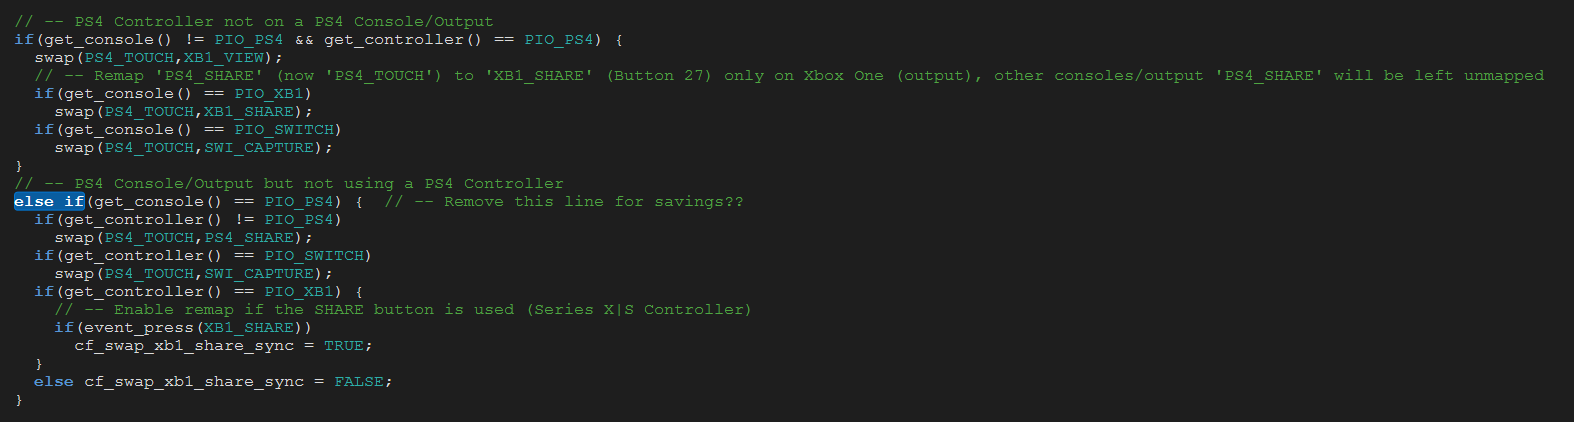 // -- PS4 Controller not on a PS4 Console/Output
if(get_console() != PIO_PS4 && get_controller() == PIO_PS4) {
  swap(PS4_TOUCH,XB1_VIEW);
  // -- Remap 'PS4_SHARE' (now 'PS4_TOUCH') to 'XB1_SHARE' (Button 27) only on Xbox One (output), other consoles/output 'PS4_SHARE' will be left unmapped
  if(get_console() == PIO_XB1)
    swap(PS4_TOUCH,XB1_SHARE);
  if(get_console() == PIO_SWITCH)
    swap(PS4_TOUCH,SWI_CAPTURE);
}
// -- PS4 Console/Output but not using a PS4 Controller
else if(get_console() == PIO_PS4) {  // -- Remove this line for savings??
  if(get_controller() != PIO_PS4)
    swap(PS4_TOUCH,PS4_SHARE);
  if(get_controller() == PIO_SWITCH)
    swap(PS4_TOUCH,SWI_CAPTURE);
  if(get_controller() == PIO_XB1) {
    // -- Enable remap if the SHARE button is used (Series X|S Controller)
    if(event_press(XB1_SHARE))
      cf_swap_xb1_share_sync = TRUE;
  }
  else cf_swap_xb1_share_sync = FALSE;
}